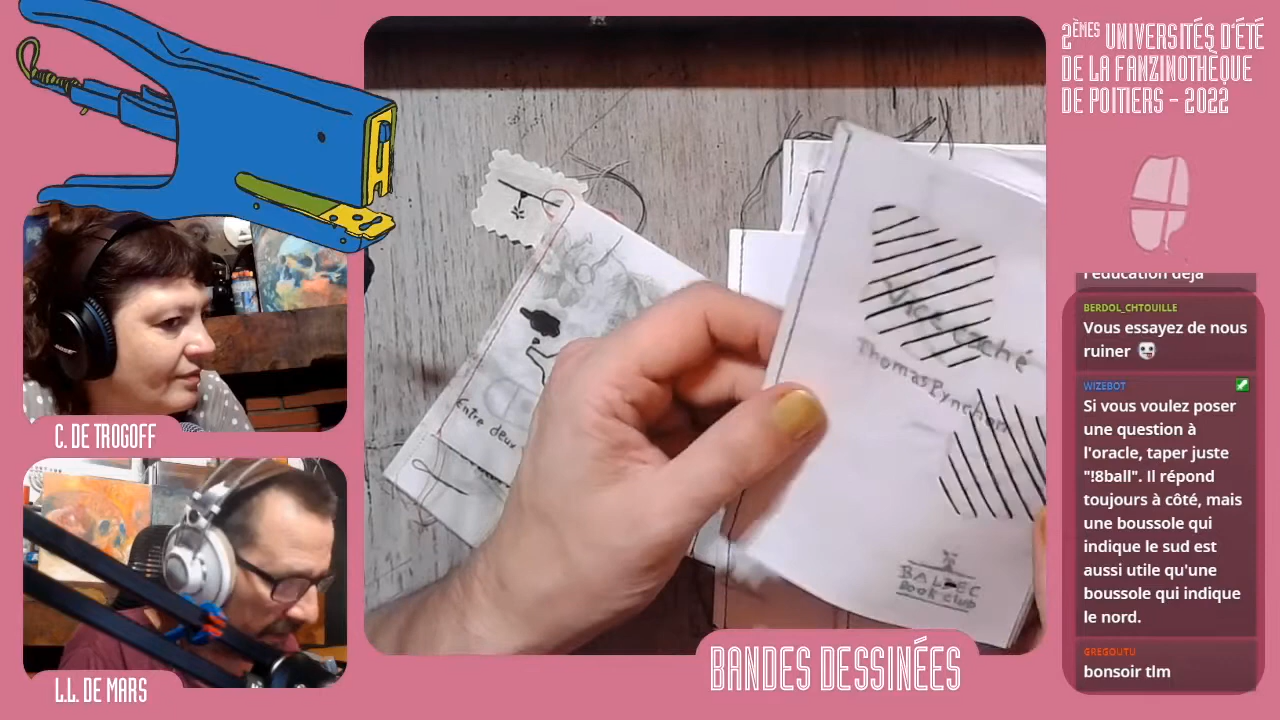 2ÈMES UNIVERSITÉS D'ÉTÉ
DE LA FANZINOTHÈQUE
DE POITIERS - 2022
C. DE TROGOFF
L.L. DE MARS
Entre deux
caché
Thomas Pynchon
Book club
BANDES DESSINÉES
l'éducation déjà
BERDOL_CHTOUILLE
Vous essayez de nous
ruiner
WIZEBOT
Si vous voulez poser
une question à
l'oracle, taper juste
"!8ball". Il répond
toujours à côté, mais
une boussole qui
indique le sud est
aussi utile qu'une
boussole qui indique
le nord.
GREGOUTU
bonsoir tlm